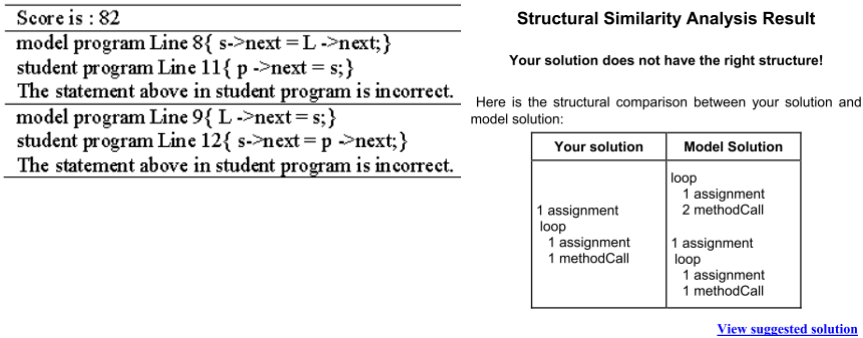 Score is : 82
model program Line 8{ s->next = L ->next;}
student program Line 11{ p ->next = s;}
The statement above in student program is incorrect.
model program Line 9{ L ->next = s;}
student program Line 12{ s->next = p ->next;}
The statement above in student program is incorrect.
Structural Similarity Analysis Result
Your solution does not have the right structure!
Here is the structural comparison between your solution and
model solution:
Your solution
1 assignment
loop
1 assignment
1 methodCall
Model Solution
loop
1 assignment
2 methodCall
1 assignment
loop
1 assignment
1 methodCall
View suggested solution